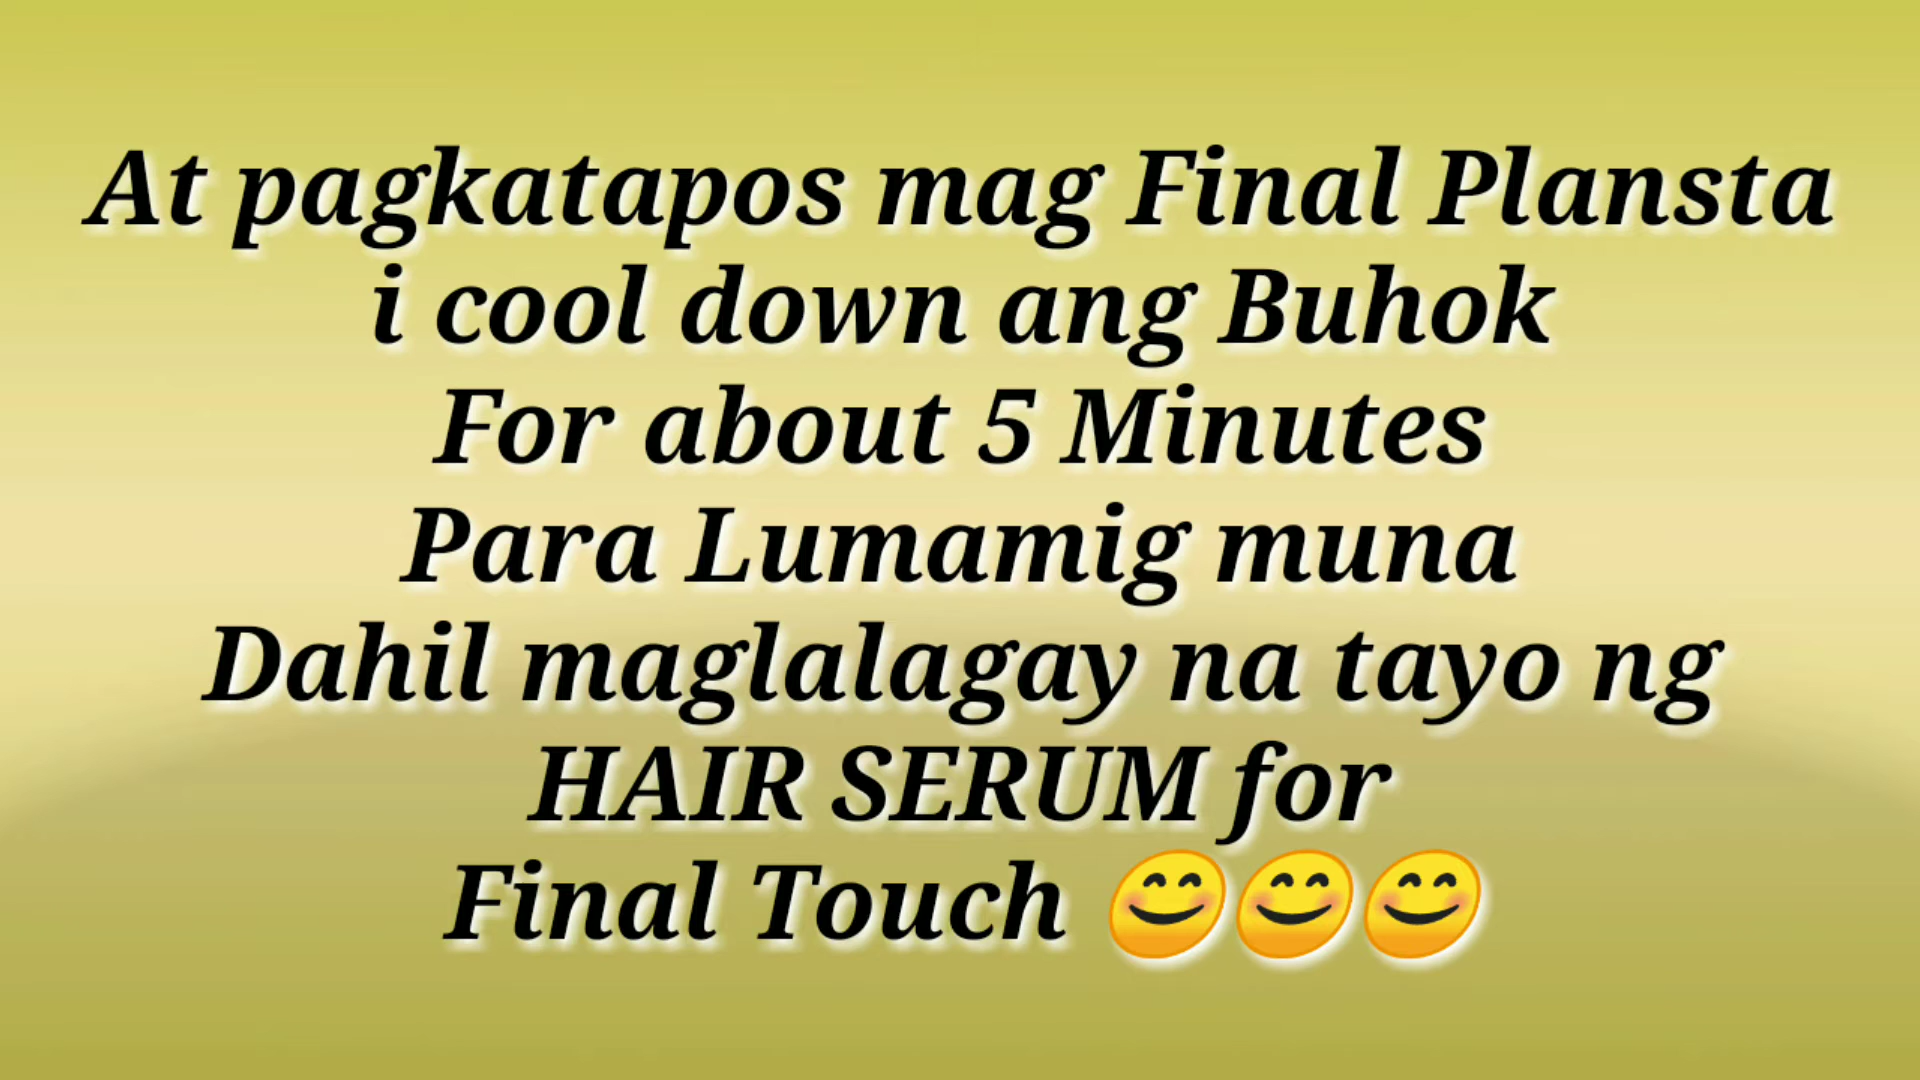 At pagkatapos mag Final Plansta
i cool down ang Buhok
For about 5 Minutes
Para Lumamig muna
Dahil maglalagay na tayo ng
HAIR SERUM for
Final Touch 😊😊😊